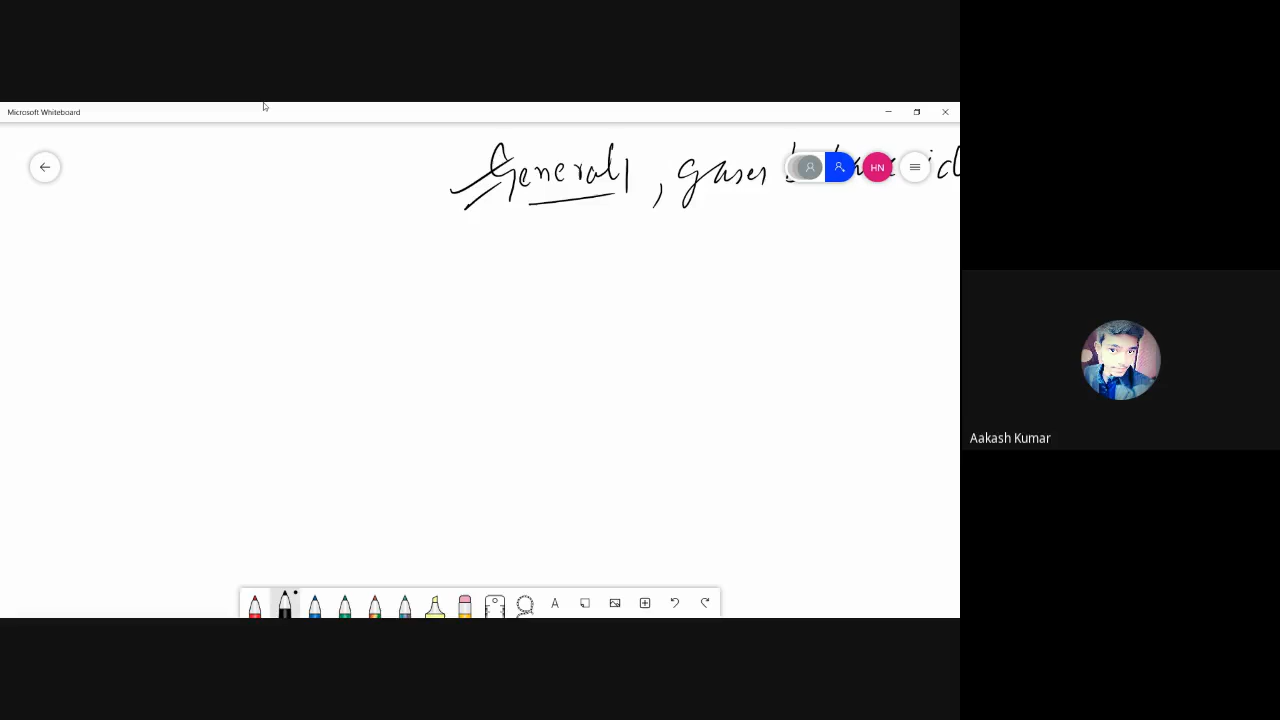 Microsoft Whiteboard
General, gases
HN
A
Aakash Kumar